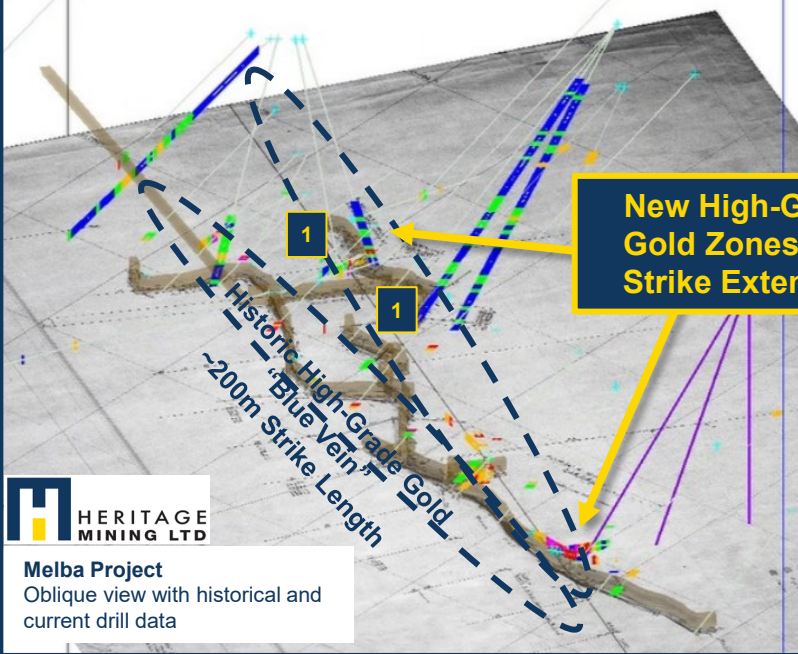 New High-G
Gold Zones
Strike Exter
1
1
Historic High-Grade Gold
“Blue Vein”
~200m Strike Length
HERITAGE
MINING LTD
Melba Project
Oblique view with historical and
current drill data